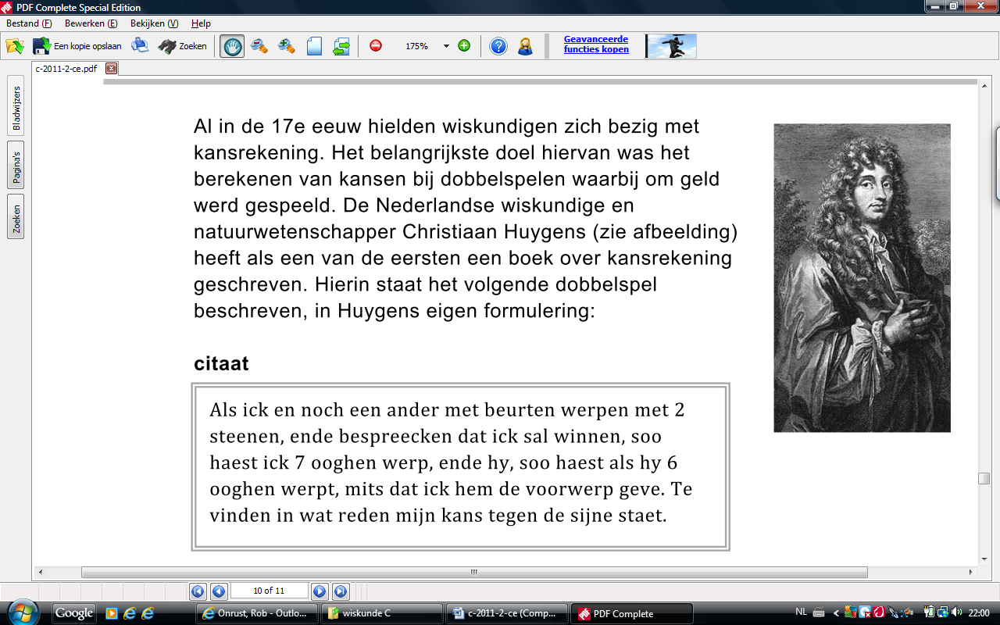 PDF Complete Special Edition
Bestand (F) Bewerken (E) Bekijken (V) Help
Een kopie opslaan Zoeken 175% Geavanceerde
functies kopen
c-2011-2-ce.pdf
Bladwijzers
Pagina's
Zoeken
Al in de 17e eeuw hielden wiskundigen zich bezig met
kansrekening. Het belangrijkste doel hiervan was het
berekenen van kansen bij dobbelspelen waarbij om geld
werd gespeeld. De Nederlandse wiskundige en
natuurwetenschapper Christiaan Huygens (zie afbeelding)
heeft als een van de eersten een boek over kansrekening
geschreven. Hierin staat het volgende dobbelspel
beschreven, in Huygens eigen formulering:
citaat
Als ick en noch een ander met beurten werpen met 2
steenen, ende bespreecken dat ick sal winnen, soo
haest ick 7 ooghen werp, ende hy, soo haest als hy 6
ooghen werpt, mits dat ick hem de voorwerp geve. Te
vinden in wat reden mijn kans tegen de sijne staet.
10 of 11
Google Onrust, Rob - Outlo... wiskunde C c-2011-2-ce (Comp... PDF Complete NL 22:00